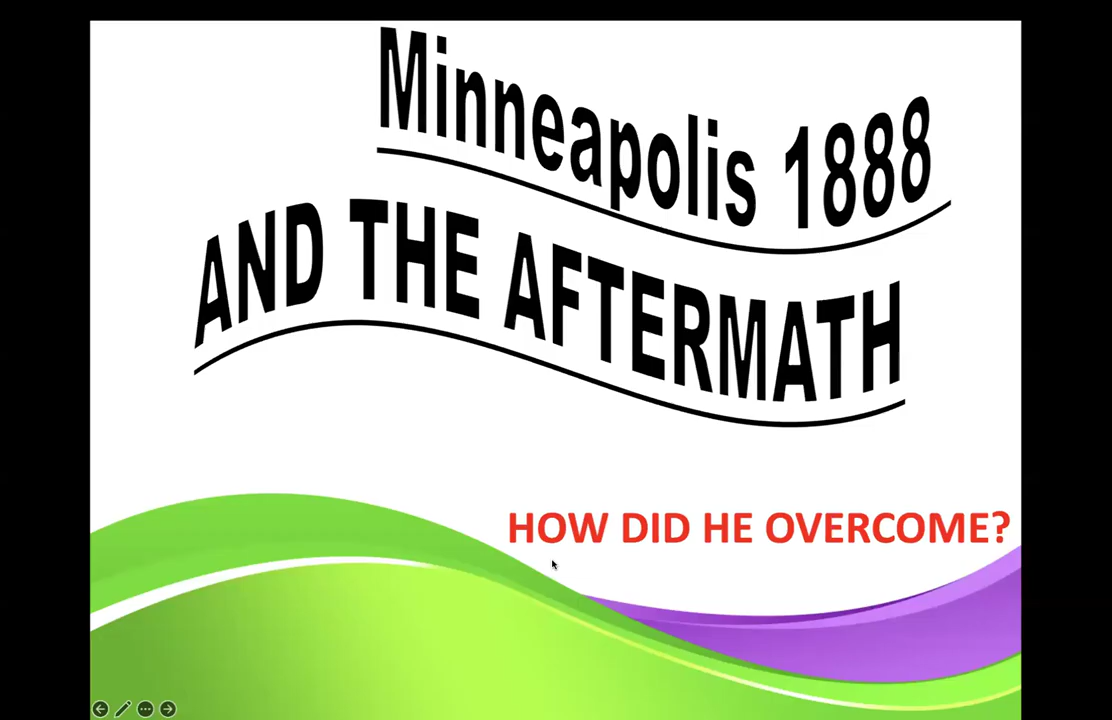 Minneapolis 1888
AND THE AFTERMATH
HOW DID HE OVERCOME?